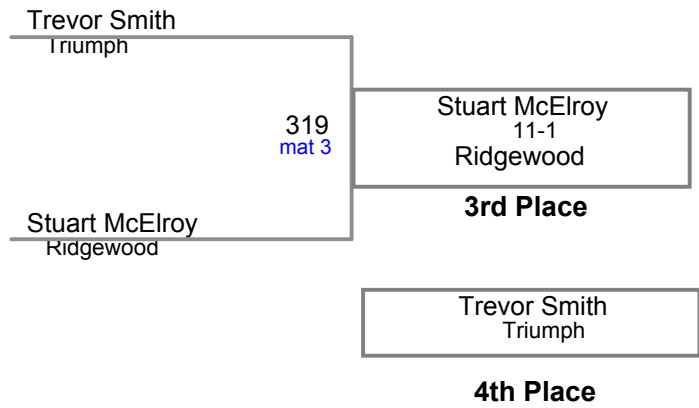 Trevor Smith
Triumph
319
mat 3
Stuart McElroy
11-1
Ridgewood
3rd Place
Stuart McElroy
Ridgewood
Trevor Smith
Triumph
4th Place